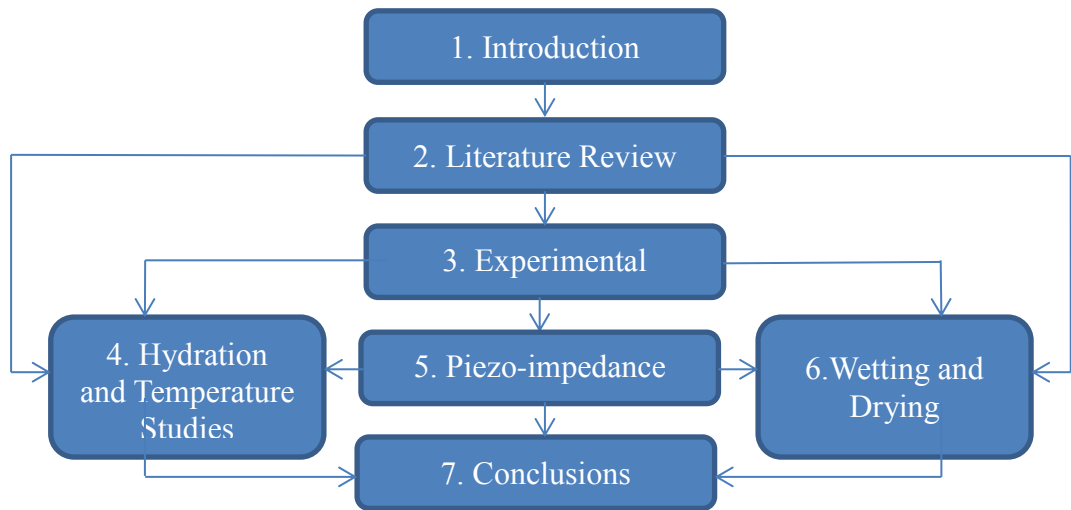 1. Introduction
2. Literature Review
3. Experimental
4. Hydration
and Temperature
Studies
5. Piezo-impedance
6.Wetting and
Drying
7. Conclusions